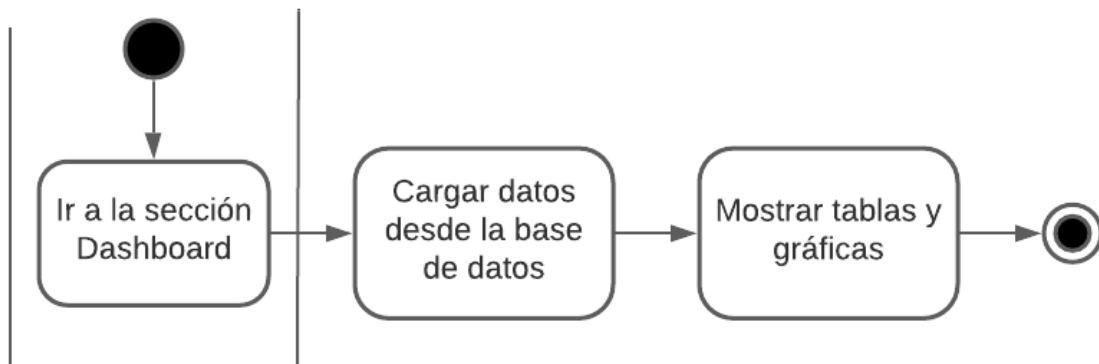 Ir a la sección
Dashboard
Cargar datos
desde la base
de datos
Mostrar tablas y
gráficas